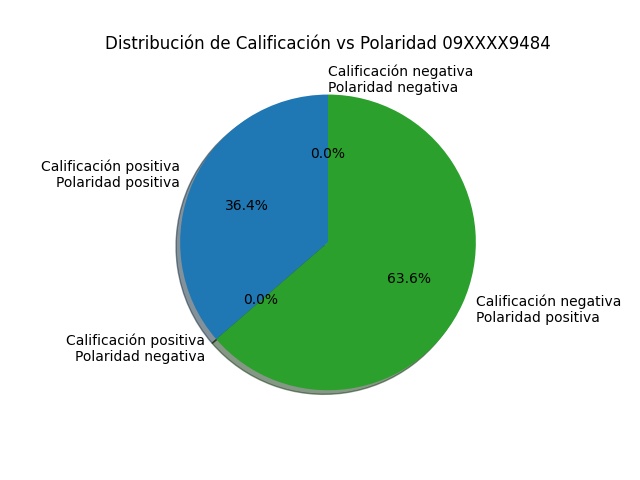 Distribución de Calificación vs Polaridad 09XXXX9484
Calificación negativa
Polaridad negativa
0.0%
Calificación positiva
Polaridad positiva
36.4%
63.6%
0.0%
Calificación negativa
Polaridad positiva
Calificación positiva
Polaridad negativa